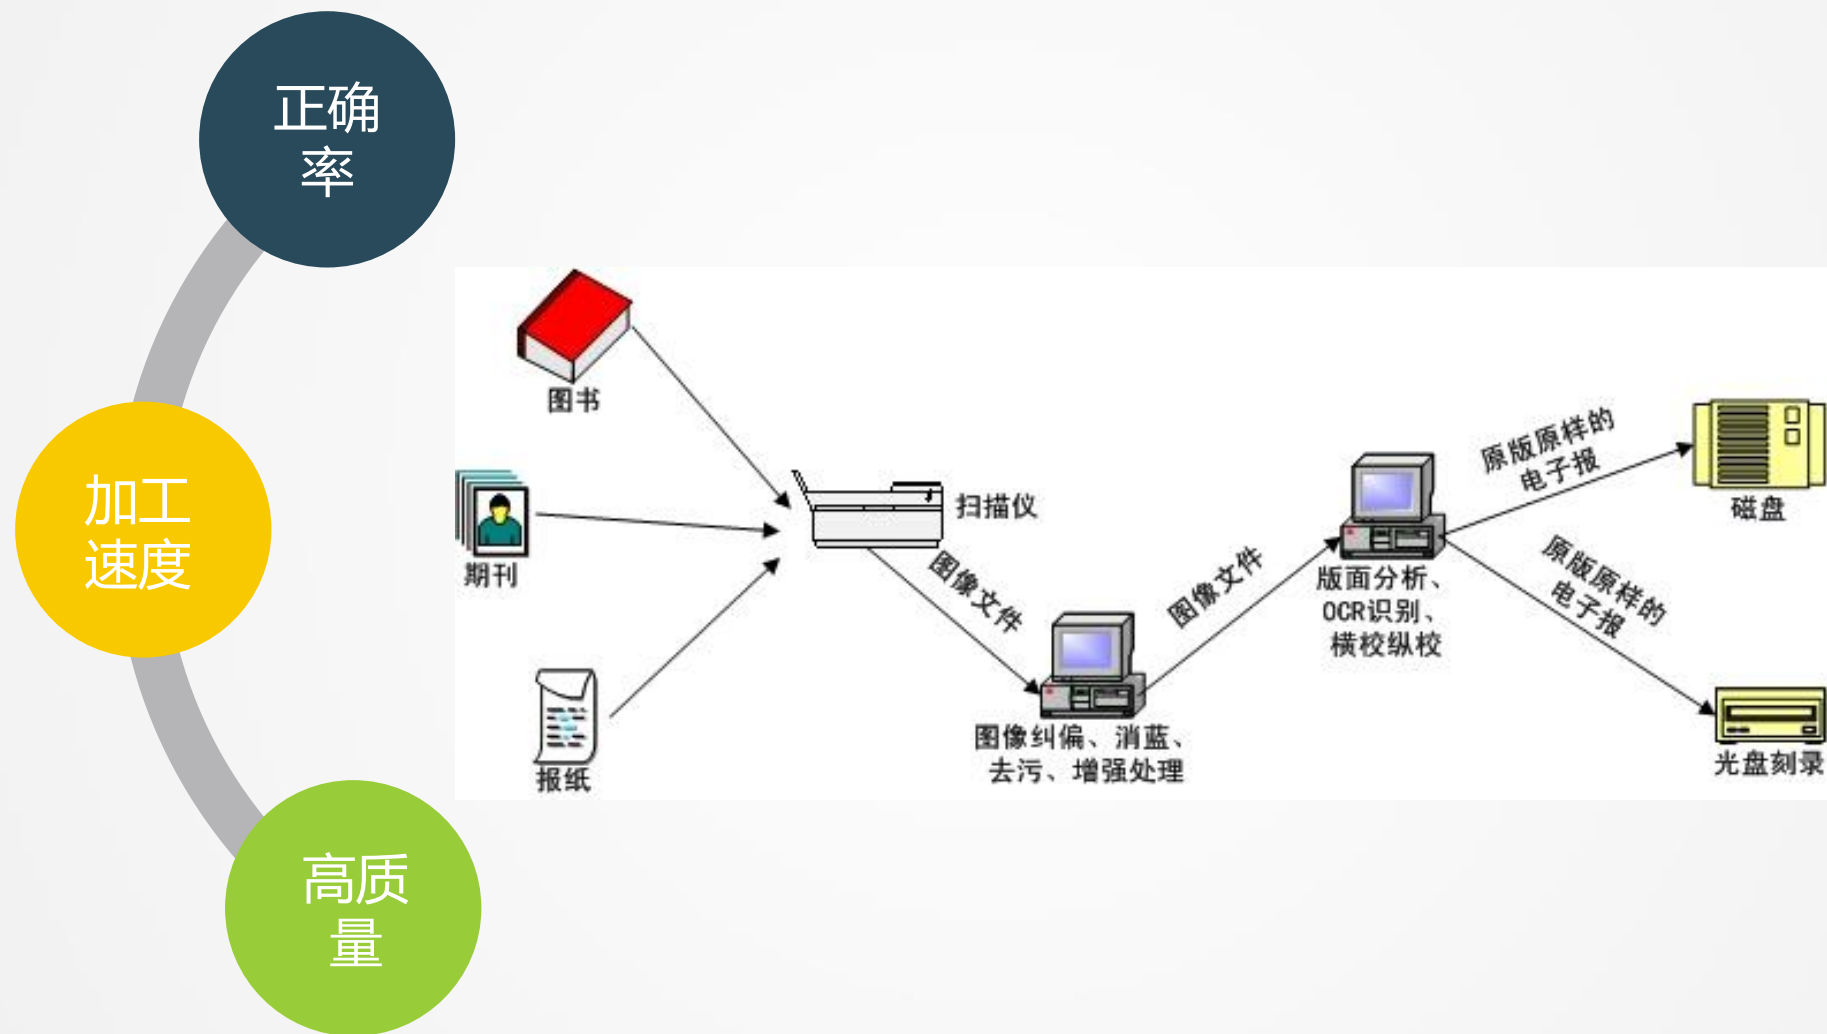 正确
率
加工
速度
高质
量
图书
期刊
报纸
扫描仪
图像文件
图像纠偏、消蓝、
去污、增强处理
图像文件
版面分析、
OCR识别、
横校纵校
原版原样的
电子报
磁盘
原版原样的
电子报
光盘刻录